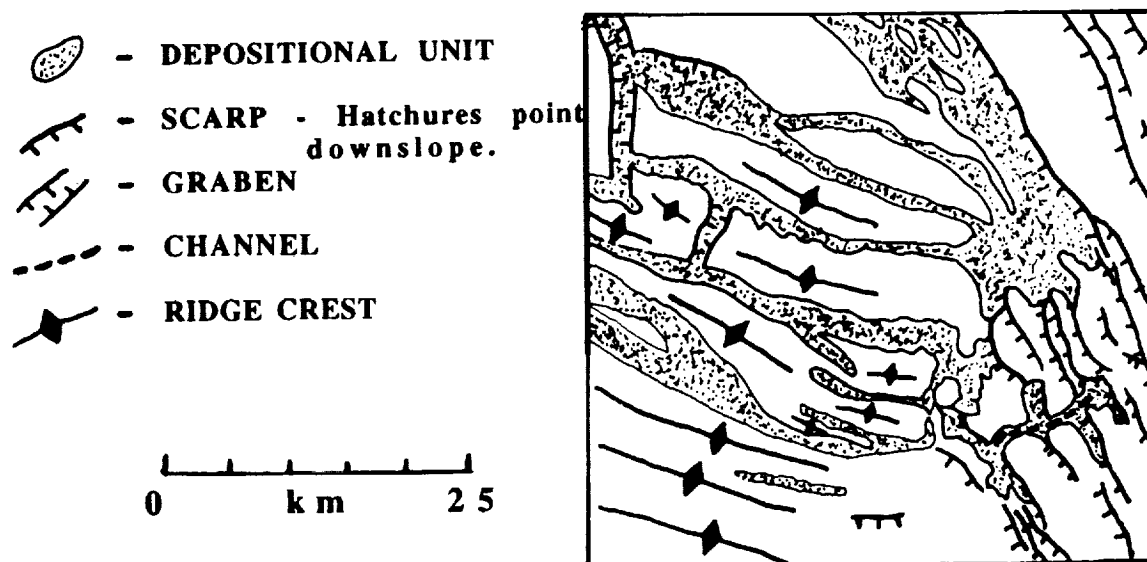 - DEPOSITIONAL UNIT
- SCARP - Hatchures point
downslope.
- GRABEN
- CHANNEL
- RIDGE CREST
0 km 25